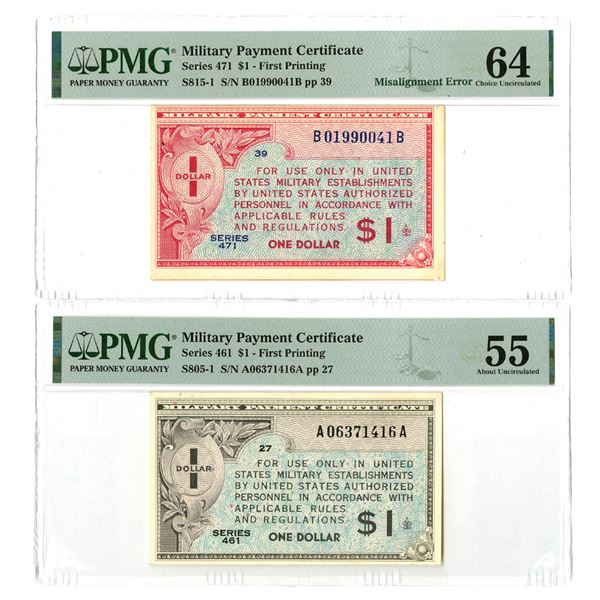 PMG
PAPER MONEY GUARANTY
Military Payment Certificate
Series 471 $1 - First Printing
S815-1 S/N B01990041B pp 39
Misalignment Error
64
Choice Uncirculated
MILITARY PAYMENT CERTIFICATE
B01990041B
39
1
DOLLAR
FOR USE ONLY IN UNITED
STATES MILITARY ESTABLISHMENTS
BY UNITED STATES AUTHORIZED
PERSONNEL IN ACCORDANCE WITH
APPLICABLE RULES
AND REGULATIONS.
SERIES
471
ONE DOLLAR
$1
PMG
PAPER MONEY GUARANTY
Military Payment Certificate
Series 461 $1 - First Printing
S805-1 S/N A06371416A pp 27
55
About Uncirculated
MILITARY PAYMENT CERTIFICATE
A06371416A
27
1
DOLLAR
FOR USE ONLY IN UNITED
STATES MILITARY ESTABLISHMENTS
BY UNITED STATES AUTHORIZED
PERSONNEL IN ACCORDANCE WITH
APPLICABLE RULES
AND REGULATIONS.
SERIES
461
ONE DOLLAR
$1